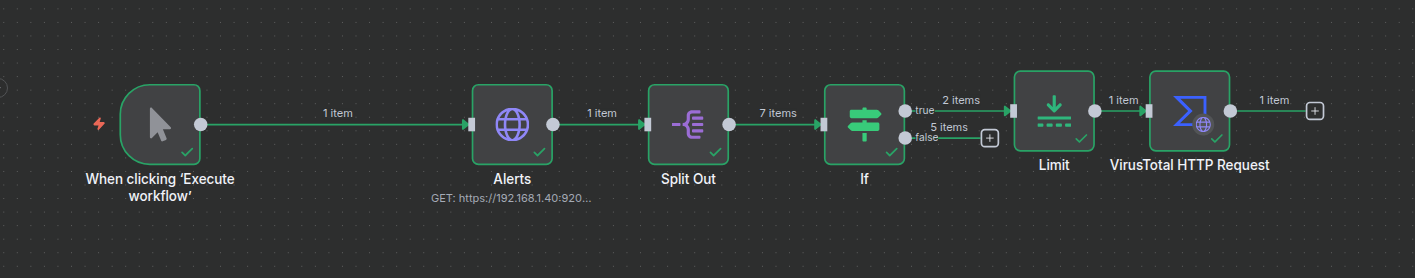 1 item
1 item
7 items
true
2 items
false
5 items
1 item
1 item
When clicking ‘Execute
workflow’
Alerts
GET: https://192.168.1.40:920...
Split Out
If
Limit
VirusTotal HTTP Request